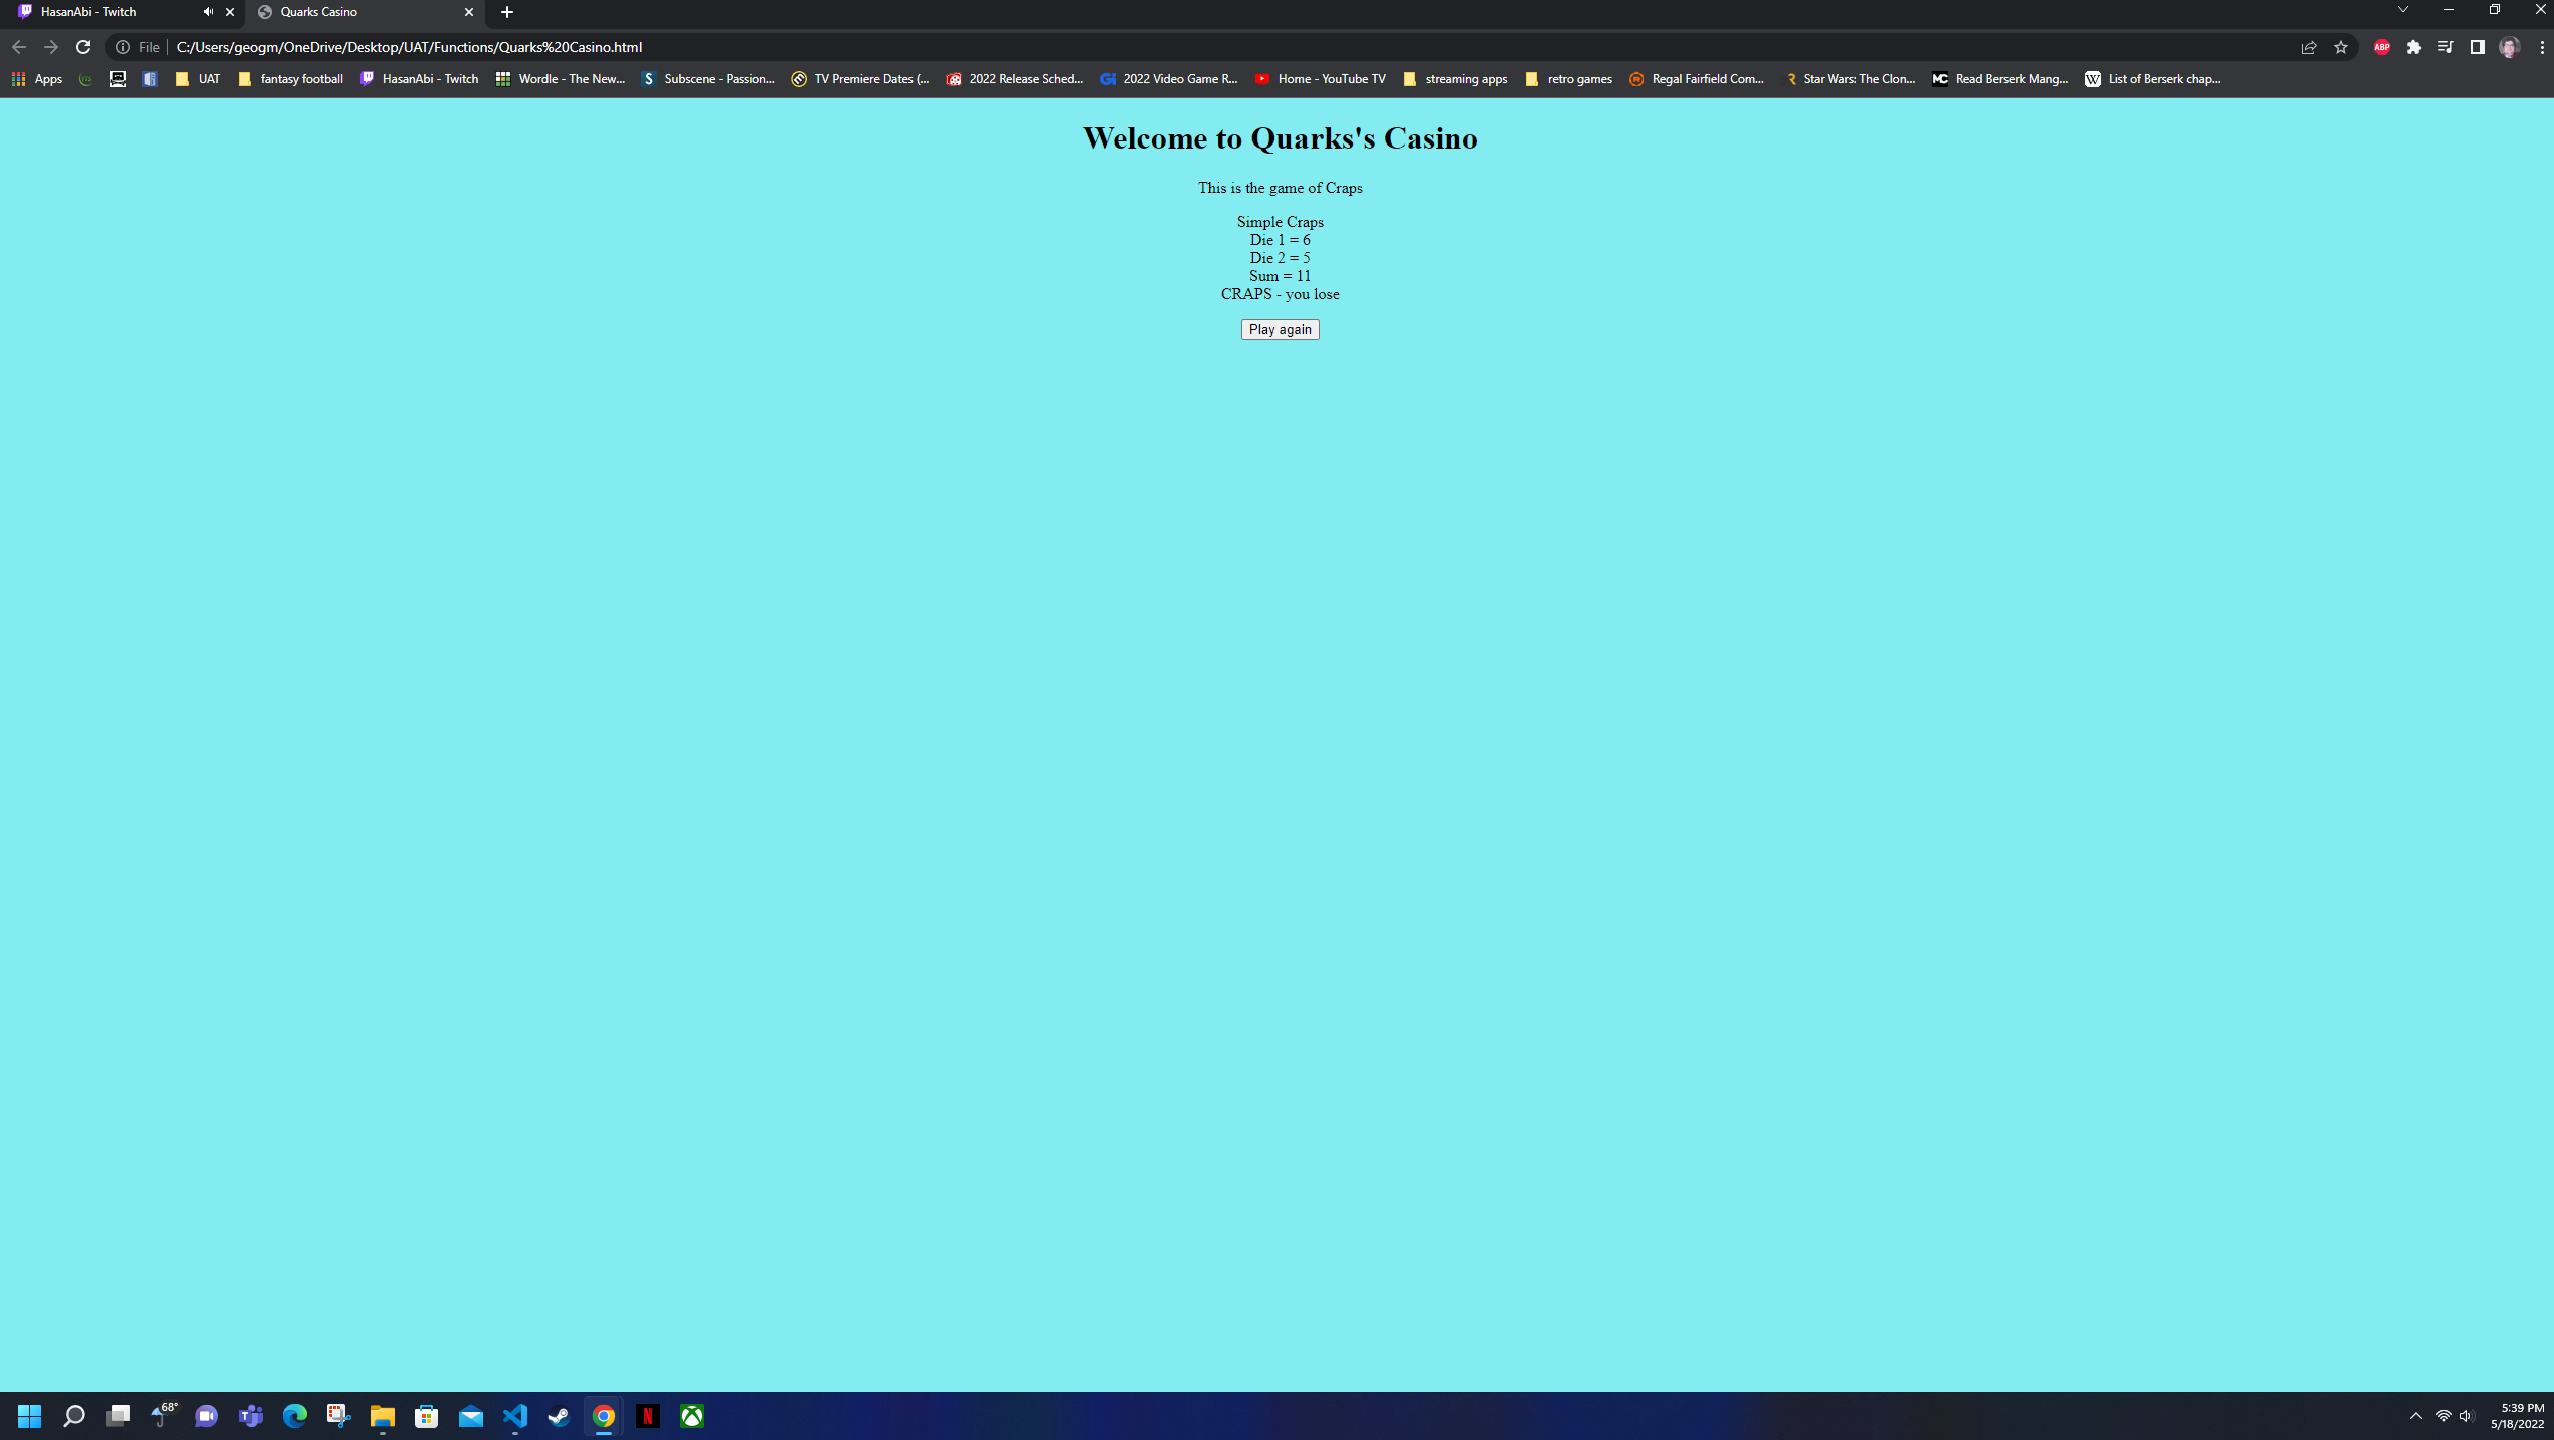 HasanAbi - Twitch
Quarks Casino
File
C:/Users/geogm/OneDrive/Desktop/UAT/Functions/Quarks%20Casino.html
ABP
Apps
UAT
fantasy football
HasanAbi - Twitch
Wordle - The New...
S
Subscene - Passion...
TV Premiere Dates (...
2022 Release Sched...
Gi
2022 Video Game R...
Home - YouTube TV
streaming apps
retro games
Regal Fairfield Com...
Star Wars: The Clon...
MC
Read Berserk Mang...
W
List of Berserk chap...
Welcome to Quarks's Casino
This is the game of Craps
Simple Craps
Die 1 = 6
Die 2 = 5
Sum = 11
CRAPS - you lose
Play again
68°
N
5:39 PM
5/18/2022